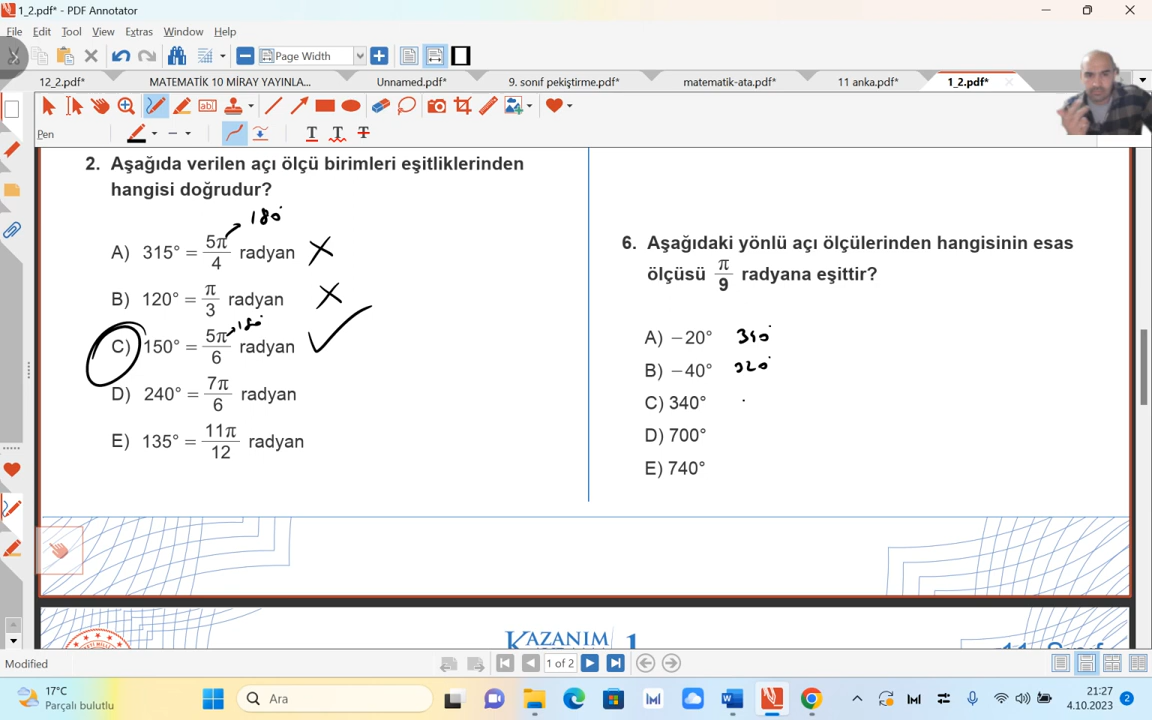 1_2.pdf* - PDF Annotator
File Edit Tool View Extras Window Help
Page Width
12_2.pdf* MATEMATİK 10 MİRAY YAYINLA... Unnamed.pdf* 9. sınıf pekiştirme.pdf* matematik-ata.pdf* 11 anka.pdf* 1_2.pdf*
Pen
2. Aşağıda verilen açı ölçü birimleri eşitliklerinden
hangisi doğrudur?
180°
A) 315° = 5π/4 radyan
B) 120° = π/3 radyan
180°
C) 150° = 5π/6 radyan
D) 240° = 7π/6 radyan
E) 135° = 11π/12 radyan
6. Aşağıdaki yönlü açı ölçülerinden hangisinin esas
ölçüsü π/9 radyana eşittir?
A) −20°
B) −40° 320°
C) 340°
D) 700°
E) 740°
KAZANIM 1
Modified
1 of 2
17°C
Parçalı bulutlu
Ara
21:27
4.10.2023
2